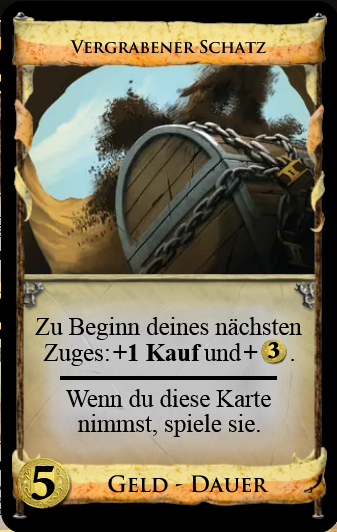 Vergrabener Schatz
Zu Beginn deines nächsten
Zuges: +1 Kauf und + 3 .
Wenn du diese Karte
nimmst, spiele sie.
5 Geld - Dauer